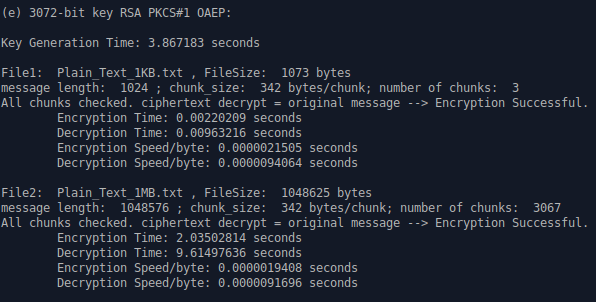 (e) 3072-bit key RSA PKCS#1 OAEP:
Key Generation Time: 3.867183 seconds
File1:  Plain_Text_1KB.txt , FileSize:  1073 bytes
message length:  1024 ; chunk_size:  342 bytes/chunk; number of chunks:  3
All chunks checked. ciphertext decrypt = original message --> Encryption Successful.
Encryption Time: 0.00220209 seconds
Decryption Time: 0.00963216 seconds
Encryption Speed/byte: 0.0000021505 seconds
Decryption Speed/byte: 0.0000094064 seconds
File2:  Plain_Text_1MB.txt , FileSize:  1048625 bytes
message length:  1048576 ; chunk_size:  342 bytes/chunk; number of chunks:  3067
All chunks checked. ciphertext decrypt = original message --> Encryption Successful.
Encryption Time: 2.03502814 seconds
Decryption Time: 9.61497636 seconds
Encryption Speed/byte: 0.0000019408 seconds
Decryption Speed/byte: 0.0000091696 seconds